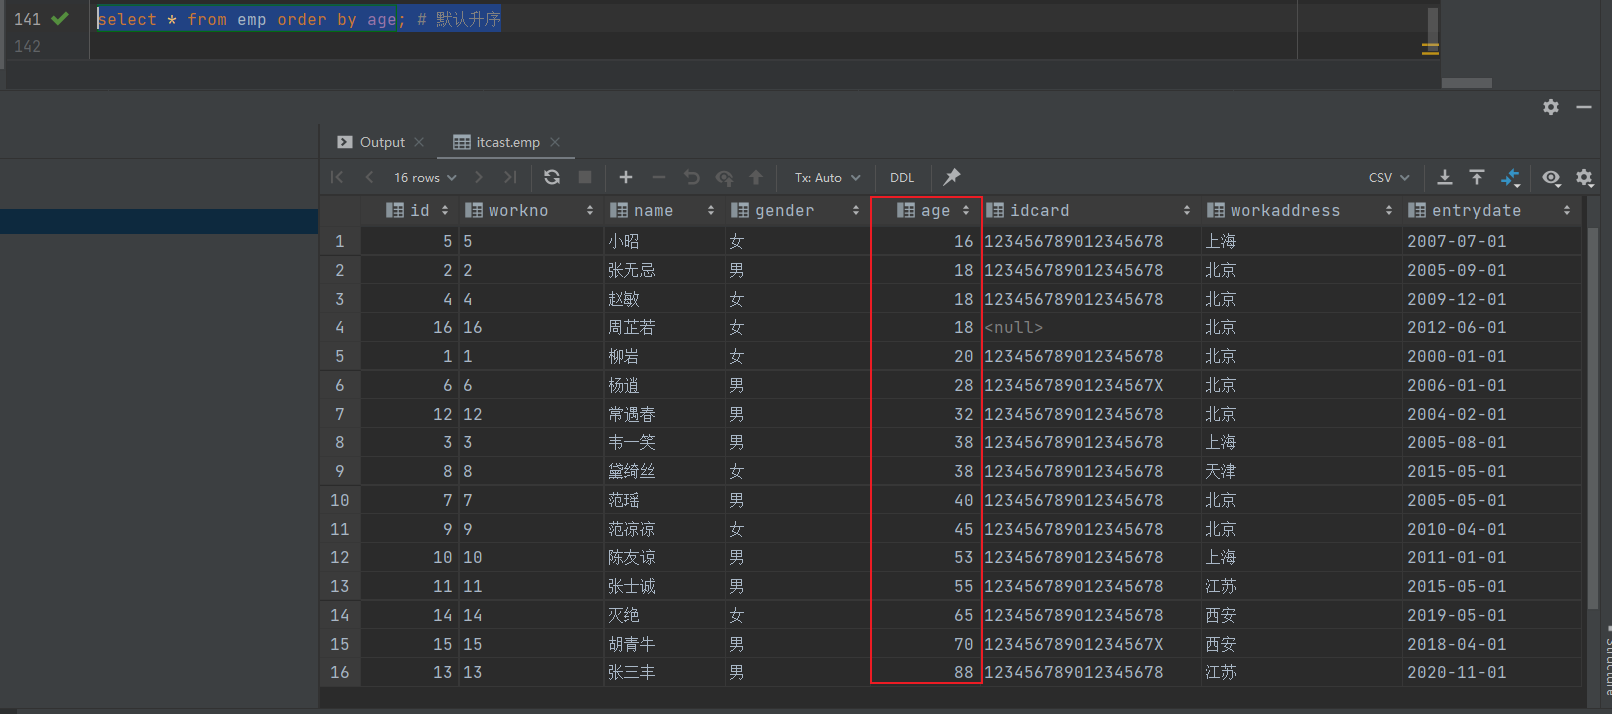 141 select * from emp order by age; # 默认升序
142
Output itcast.emp
16 rows Tx: Auto DDL CSV
id workno name gender age idcard workaddress entrydate
1 5 5 小昭 女 16 123456789012345678 上海 2007-07-01
2 2 2 张无忌 男 18 123456789012345678 北京 2005-09-01
3 4 4 赵敏 女 18 123456789012345678 北京 2009-12-01
4 16 16 周芷若 女 18 <null> 北京 2012-06-01
5 1 1 柳岩 女 20 123456789012345678 北京 2000-01-01
6 6 6 杨逍 男 28 12345678901234567X 北京 2006-01-01
7 12 12 常遇春 男 32 123456789012345678 北京 2004-02-01
8 3 3 韦一笑 男 38 123456789012345678 上海 2005-08-01
9 8 8 黛绮丝 女 38 123456789012345678 天津 2015-05-01
10 7 7 范瑶 男 40 123456789012345678 北京 2005-05-01
11 9 9 范凉凉 女 45 123456789012345678 北京 2010-04-01
12 10 10 陈友谅 男 53 123456789012345678 上海 2011-01-01
13 11 11 张士诚 男 55 123456789012345678 江苏 2015-05-01
14 14 14 灭绝 女 65 123456789012345678 西安 2019-05-01
15 15 15 胡青牛 男 70 12345678901234567X 西安 2018-04-01
16 13 13 张三丰 男 88 123456789012345678 江苏 2020-11-01
Structure